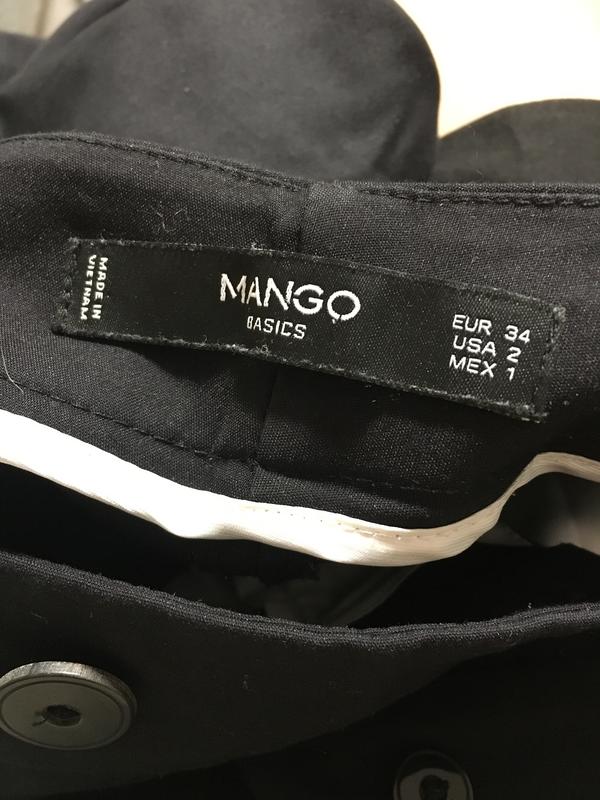 MADE IN
VIETNAM
MANGO
BASICS
EUR 34
USA 2
MEX 1